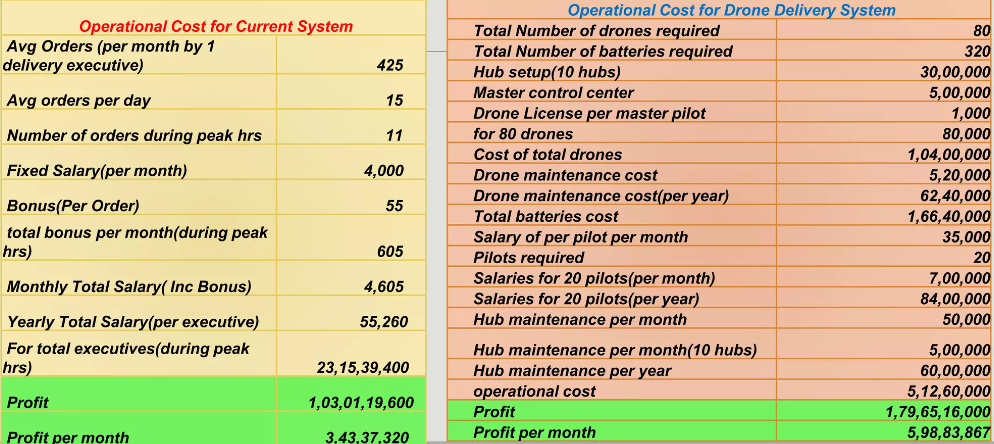 Operational Cost for Current System
Avg Orders (per month by 1
delivery executive) 425
Avg orders per day 15
Number of orders during peak hrs 11
Fixed Salary(per month) 4,000
Bonus(Per Order) 55
total bonus per month(during peak
hrs) 605
Monthly Total Salary( Inc Bonus) 4,605
Yearly Total Salary(per executive) 55,260
For total executives(during peak
hrs) 23,15,39,400
Profit 1,03,01,19,600
Profit per month 3,43,37,320
Operational Cost for Drone Delivery System
Total Number of drones required 80
Total Number of batteries required 320
Hub setup(10 hubs) 30,00,000
Master control center 5,00,000
Drone License per master pilot 1,000
for 80 drones 80,000
Cost of total drones 1,04,00,000
Drone maintenance cost 5,20,000
Drone maintenance cost(per year) 62,40,000
Total batteries cost 1,66,40,000
Salary of per pilot per month 35,000
Pilots required 20
Salaries for 20 pilots(per month) 7,00,000
Salaries for 20 pilots(per year) 84,00,000
Hub maintenance per month 50,000
Hub maintenance per month(10 hubs) 5,00,000
Hub maintenance per year 60,00,000
operational cost 5,12,60,000
Profit 1,79,65,16,000
Profit per month 5,98,83,867